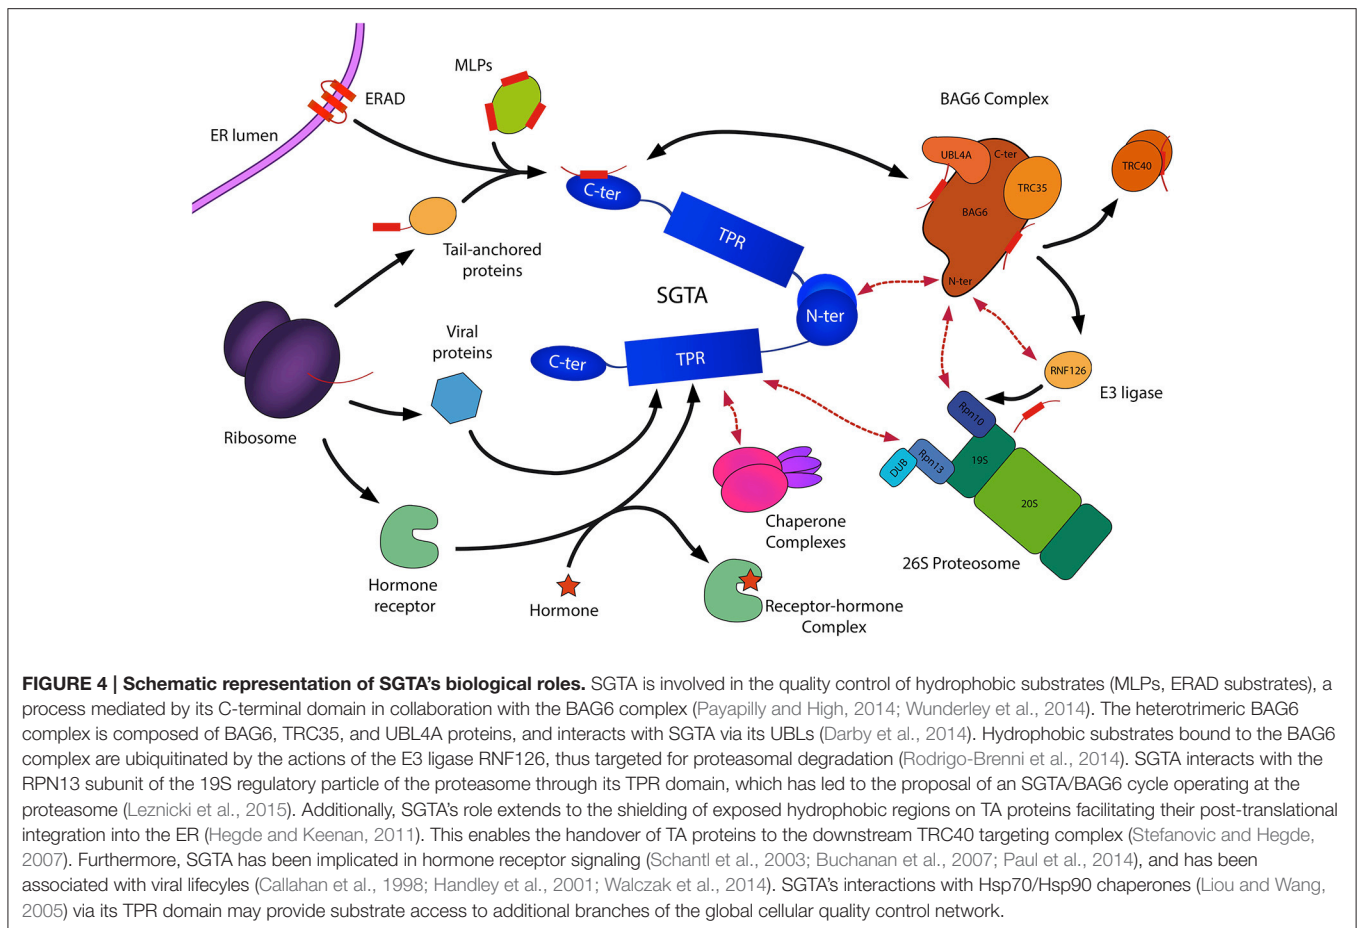 MLPs
ERAD
BAG6 Complex
ER lumen
UBL4A
C-ter
TRC40
TRC35
C-ter
BAG6
TPR
Tail-anchored
proteins
N-ter
SGTA
N-ter
Viral
proteins
TPR
C-ter
RNF126
E3 ligase
Ribosome
Rpn10
Rpn13
19S
DUB
20S
Chaperone
Complexes
26S Proteosome
Hormone
receptor
Hormone
Receptor-hormone
Complex
FIGURE 4 | Schematic representation of SGTA's biological roles. SGTA is involved in the quality control of hydrophobic substrates (MLPs, ERAD substrates), a
process mediated by its C-terminal domain in collaboration with the BAG6 complex (Payapilly and High, 2014; Wunderley et al., 2014). The heterotrimeric BAG6
complex is composed of BAG6, TRC35, and UBL4A proteins, and interacts with SGTA via its UBLs (Darby et al., 2014). Hydrophobic substrates bound to the BAG6
complex are ubiquitinated by the actions of the E3 ligase RNF126, thus targeted for proteasomal degradation (Rodrigo-Brenni et al., 2014). SGTA interacts with the
RPN13 subunit of the 19S regulatory particle of the proteasome through its TPR domain, which has led to the proposal of an SGTA/BAG6 cycle operating at the
proteasome (Leznicki et al., 2015). Additionally, SGTA's role extends to the shielding of exposed hydrophobic regions on TA proteins facilitating their post-translational
integration into the ER (Hegde and Keenan, 2011). This enables the handover of TA proteins to the downstream TRC40 targeting complex (Stefanovic and Hegde,
2007). Furthermore, SGTA has been implicated in hormone receptor signaling (Schantl et al., 2003; Buchanan et al., 2007; Paul et al., 2014), and has been
associated with viral lifecyles (Callahan et al., 1998; Handley et al., 2001; Walczak et al., 2014). SGTA's interactions with Hsp70/Hsp90 chaperones (Liou and Wang,
2005) via its TPR domain may provide substrate access to additional branches of the global cellular quality control network.